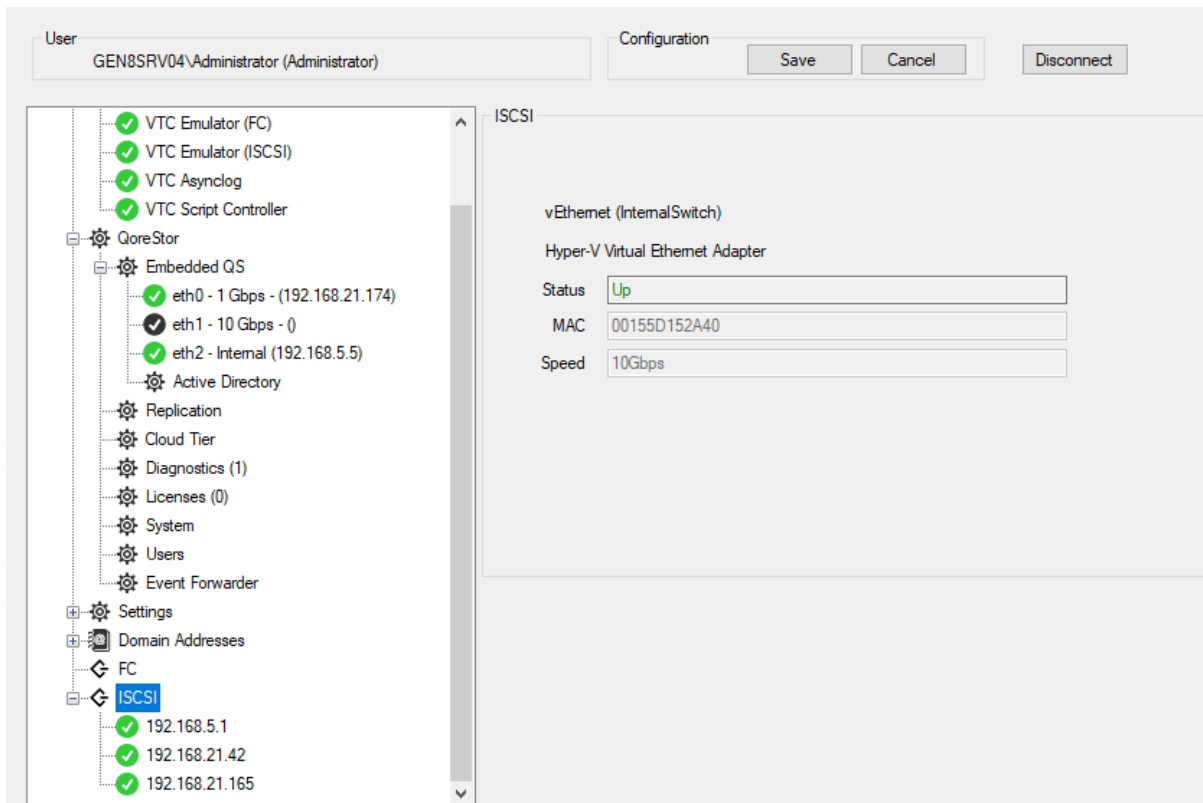 User
GEN8SRV04\Administrator (Administrator)
Configuration
Save
Cancel
Disconnect
VTC Emulator (FC)
VTC Emulator (ISCSI)
VTC Asynclog
VTC Script Controller
QoreStor
Embedded QS
eth0 - 1 Gbps - (192.168.21.174)
eth1 - 10 Gbps - ()
eth2 - Internal (192.168.5.5)
Active Directory
Replication
Cloud Tier
Diagnostics (1)
Licenses (0)
System
Users
Event Forwarder
Settings
Domain Addresses
FC
ISCSI
192.168.5.1
192.168.21.42
192.168.21.165
ISCSI
vEthernet (InternalSwitch)
Hyper-V Virtual Ethernet Adapter
Status Up
MAC 00155D152A40
Speed 10Gbps